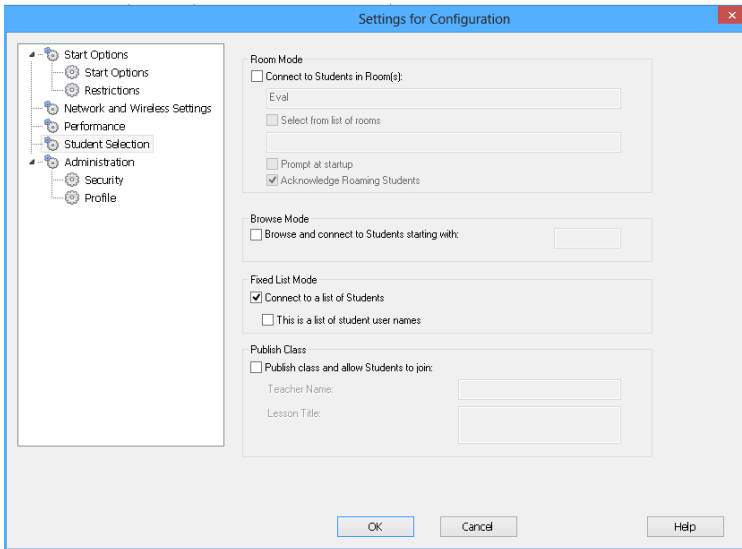 Settings for Configuration
Start Options
Start Options
Restrictions
Network and Wireless Settings
Performance
Student Selection
Administration
Security
Profile
Room Mode
Connect to Students in Room(s):
Eval
Select from list of rooms
Prompt at startup
Acknowledge Roaming Students
Browse Mode
Browse and connect to Students starting with:
Fixed List Mode
Connect to a list of Students
This is a list of student user names
Publish Class
Publish class and allow Students to join:
Teacher Name:
Lesson Title:
OK
Cancel
Help